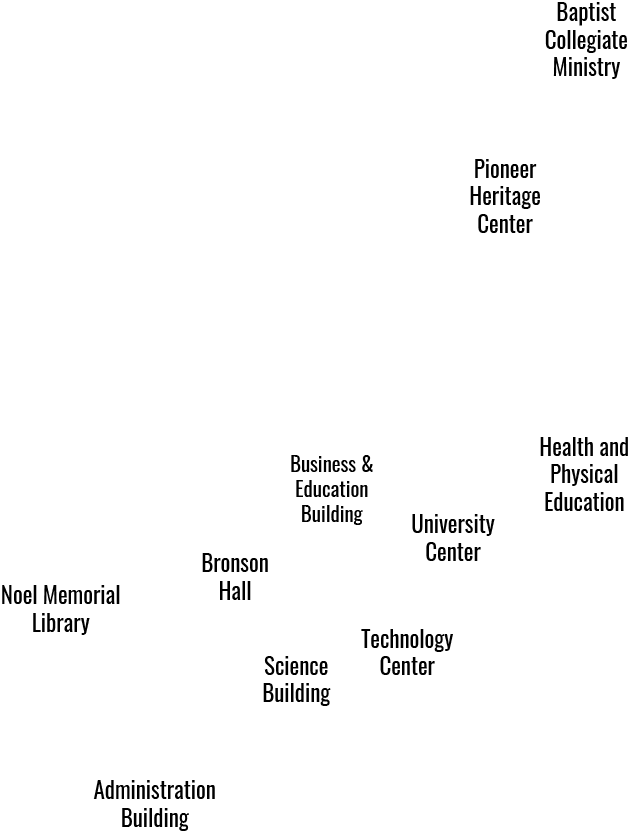 Baptist
Collegiate
Ministry
Pioneer
Heritage
Center
Health and
Physical
Education
Business &
Education
Building
University
Center
Bronson
Hall
Noel Memorial
Library
Technology
Center
Science
Building
Administration
Building